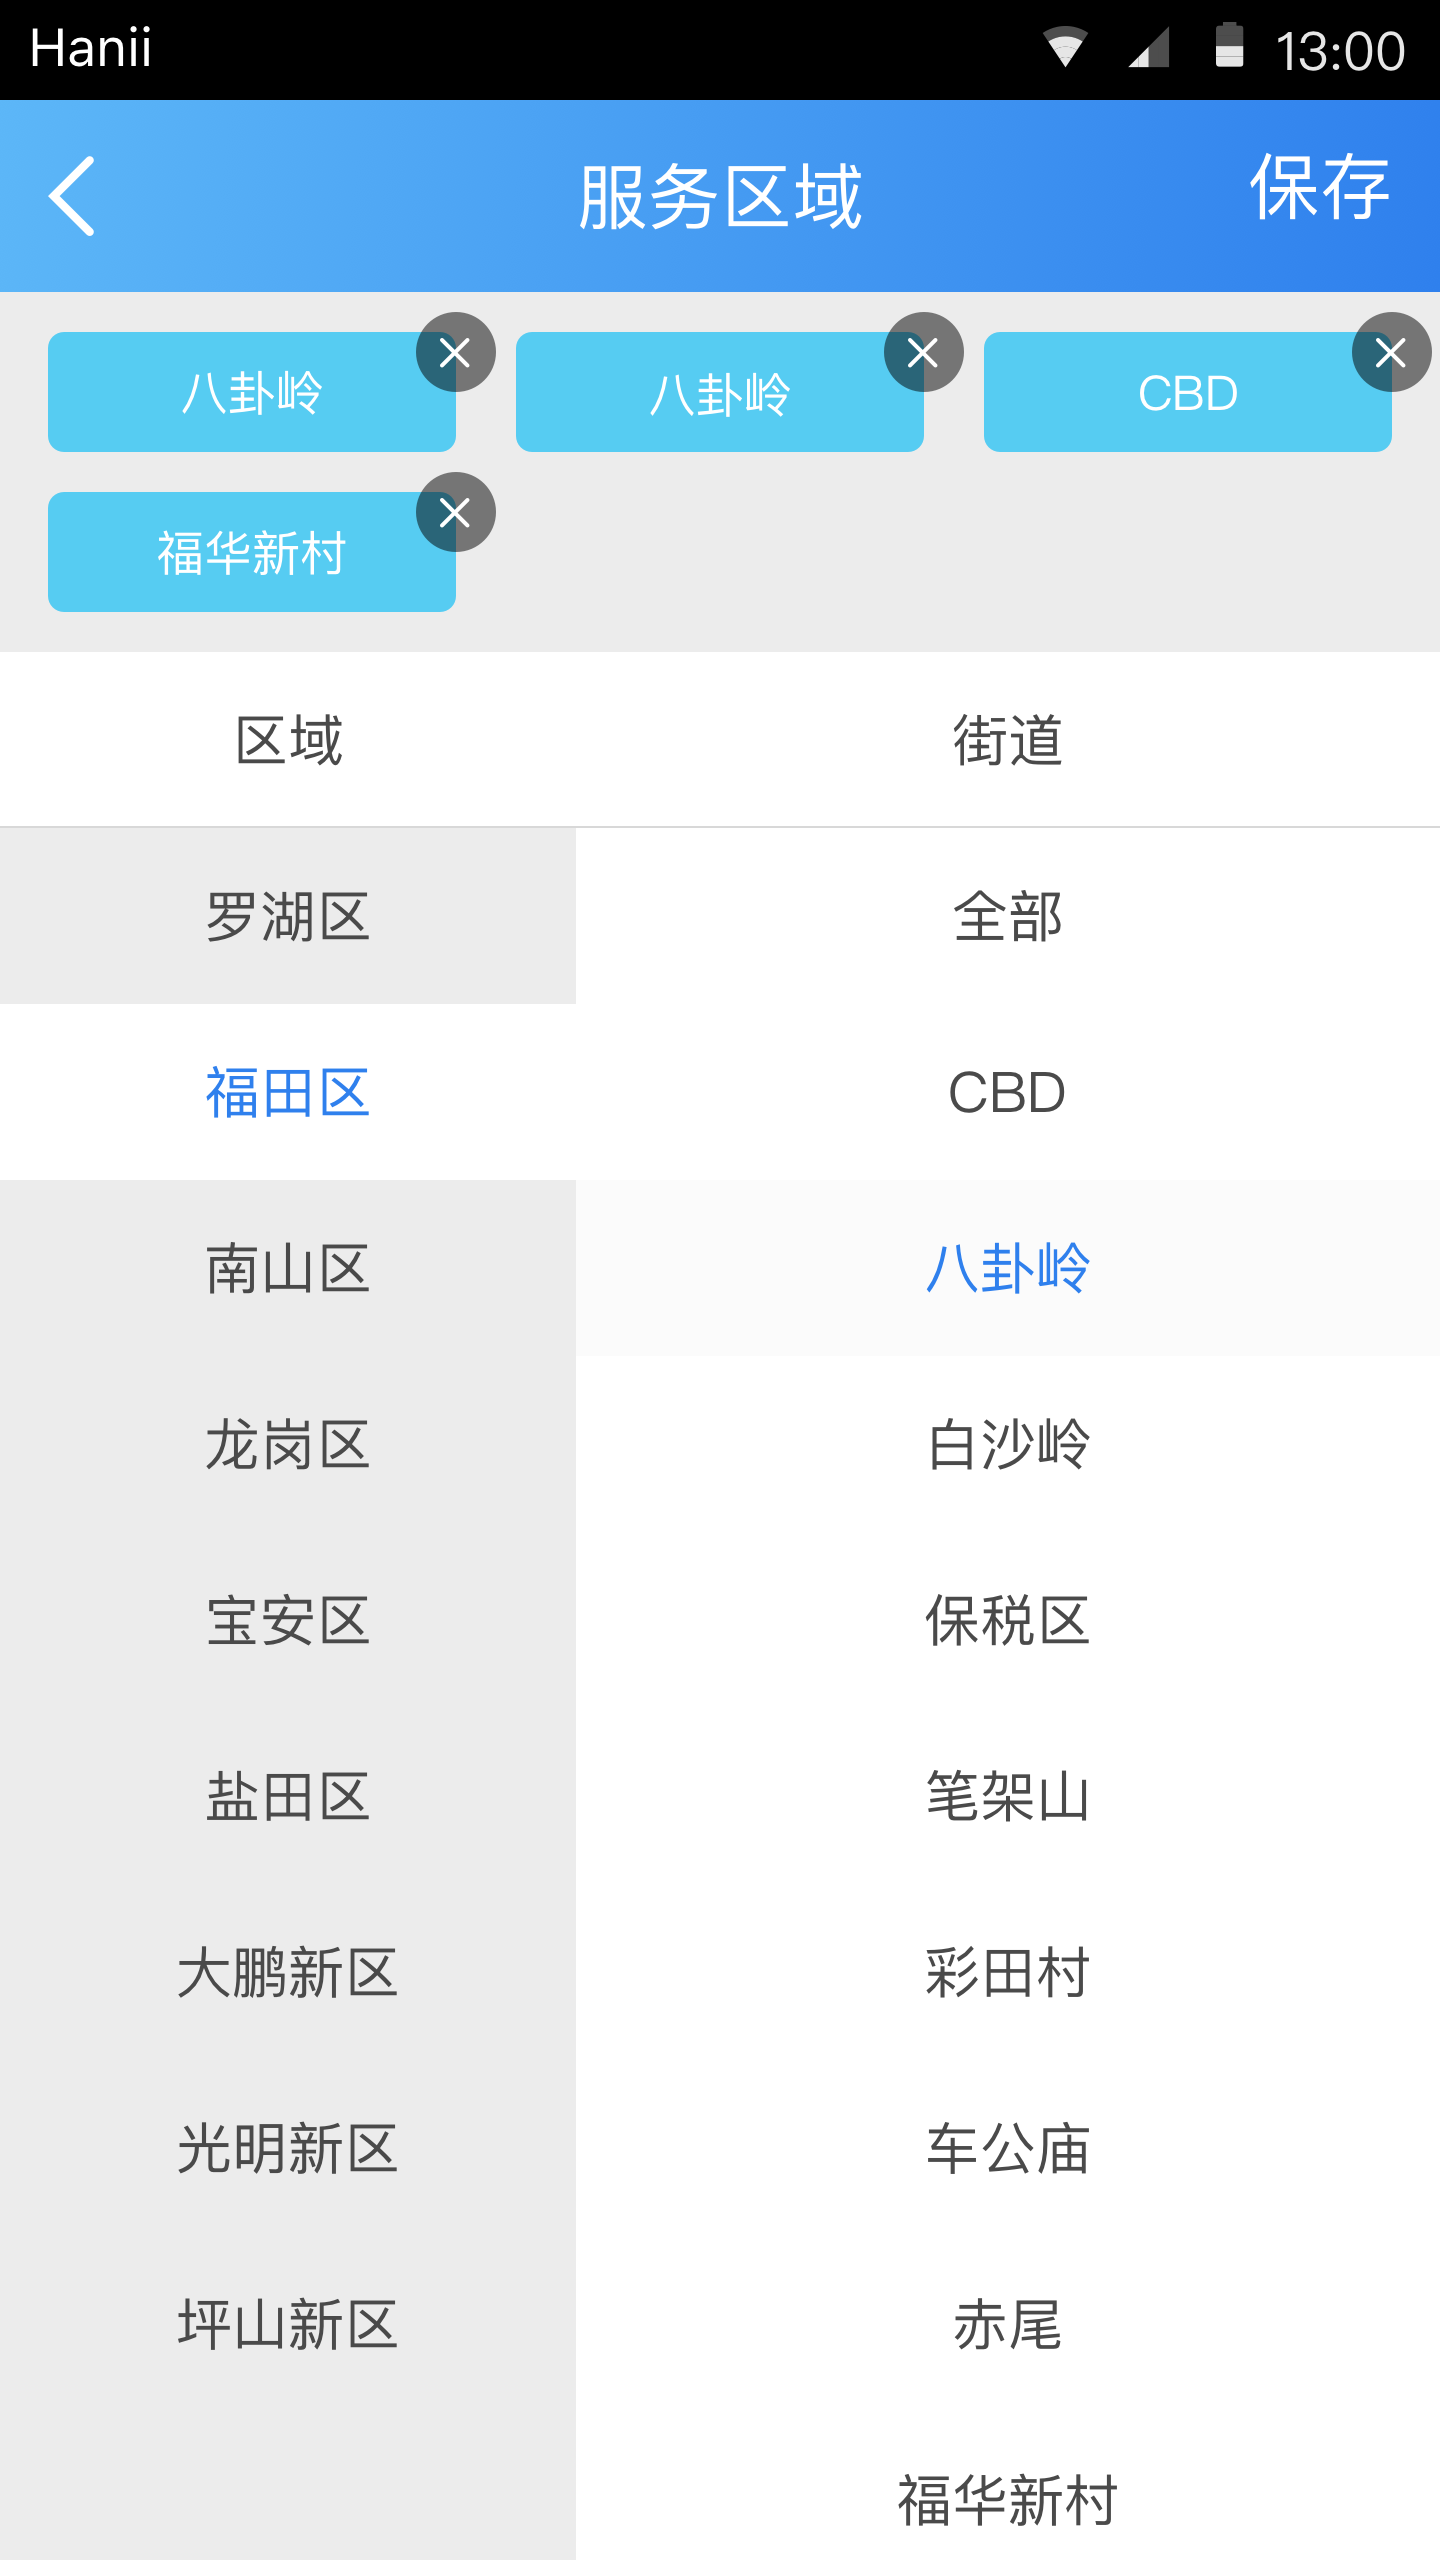 Hanii 13:00
服务区域 保存
八卦岭 八卦岭 CBD
福华新村
区域 街道
罗湖区 全部
福田区 CBD
南山区 八卦岭
龙岗区 白沙岭
宝安区 保税区
盐田区 笔架山
大鹏新区 彩田村
光明新区 车公庙
坪山新区 赤尾
福华新村